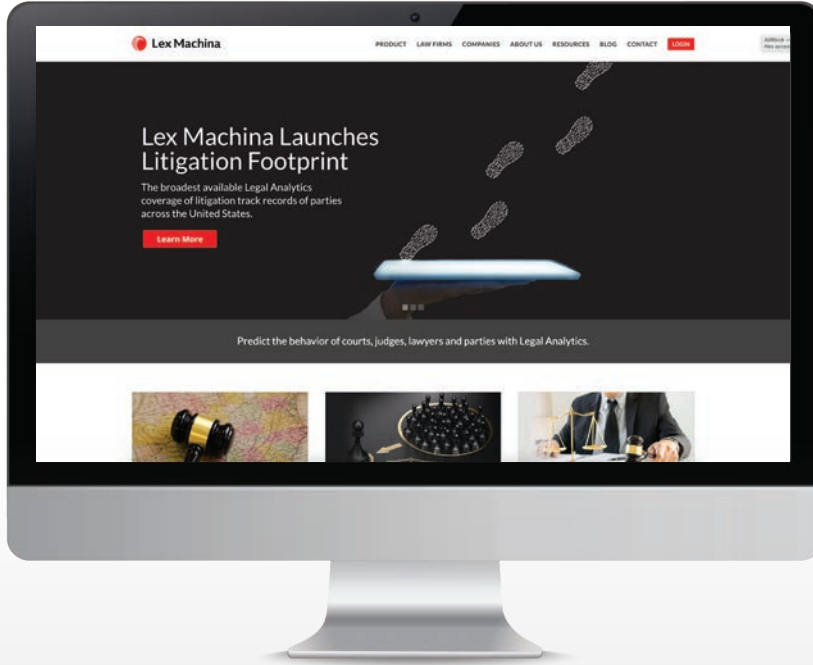 Lex Machina
PRODUCT LAW FIRMS COMPANIES ABOUT US RESOURCES BLOG CONTACT LOGIN
Lex Machina Launches
Litigation Footprint
The broadest available Legal Analytics
coverage of litigation track records of parties
across the United States.
Learn More
Predict the behavior of courts, judges, lawyers and parties with Legal Analytics.